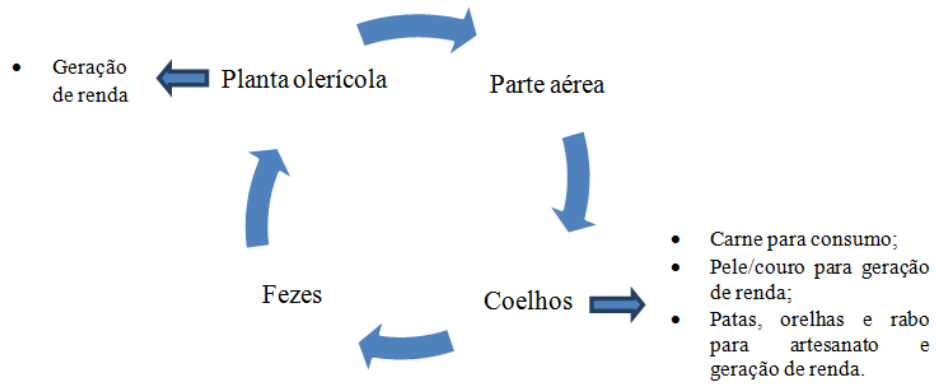 • Geração
de renda
Planta olerícola
Parte aérea
Fezes
Coelhos
• Carne para consumo;
• Pele/couro para geração
de renda;
• Patas, orelhas e rabo
para artesanato e
geração de renda.